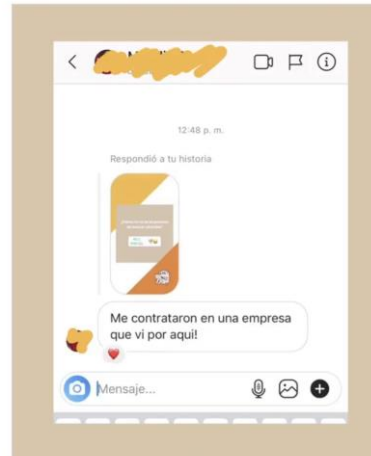 12:48 p. m.
Respondió a tu historia
Me contrataron en una empresa
que vi por aqui!
Mensaje...